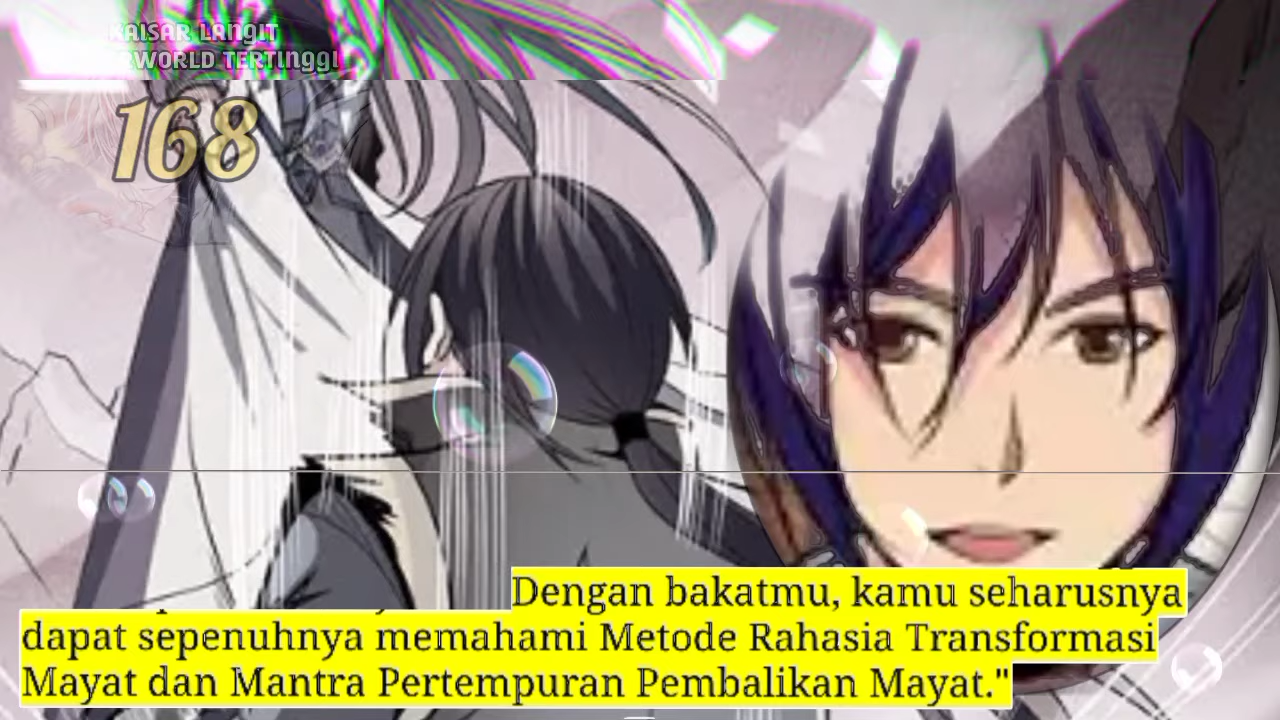 KAISAR LANGIT
RWORLD TERTINGGI
168
Dengan bakatmu, kamu seharusnya
dapat sepenuhnya memahami Metode Rahasia Transformasi
Mayat dan Mantra Pertempuran Pembalikan Mayat."